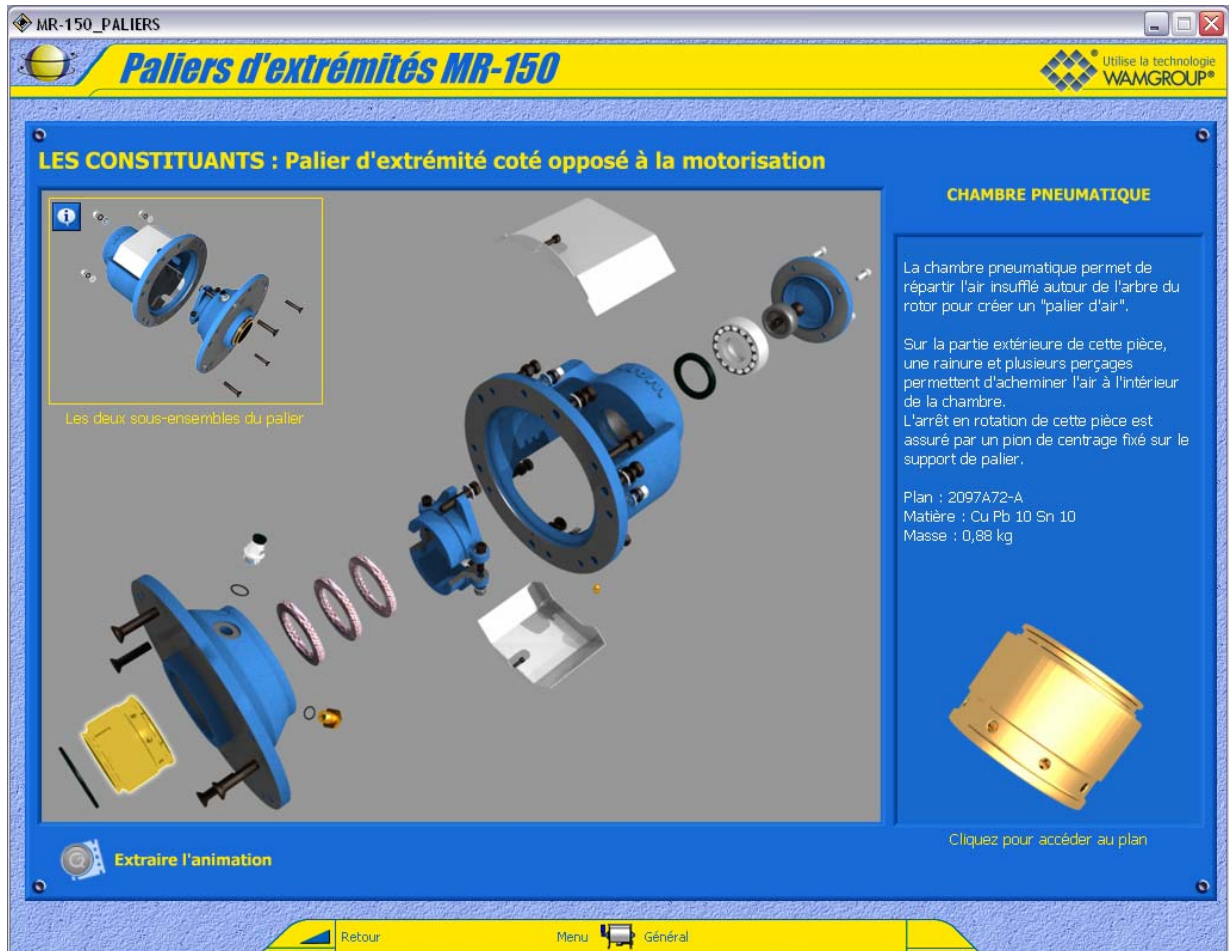 MR-150_PALIERS
Paliers d'extrémités MR-150
Utilise la technologie
WAMGROUP®
LES CONSTITUANTS : Palier d'extrémité coté opposé à la motorisation
Les deux sous-ensembles du palier
CHAMBRE PNEUMATIQUE
La chambre pneumatique permet de
répartir l'air insufflé autour de l'arbre du
rotor pour créer un "palier d'air".
Sur la partie extérieure de cette pièce,
une rainure et plusieurs perçages
permettent d'acheminer l'air à l'intérieur
de la chambre.
L'arrêt en rotation de cette pièce est
assuré par un pion de centrage fixé sur le
support de palier.
Plan : 2097A72-A
Matière : Cu Pb 10 Sn 10
Masse : 0,88 kg
Cliquez pour accéder au plan
Extraire l'animation
Retour
Menu Général